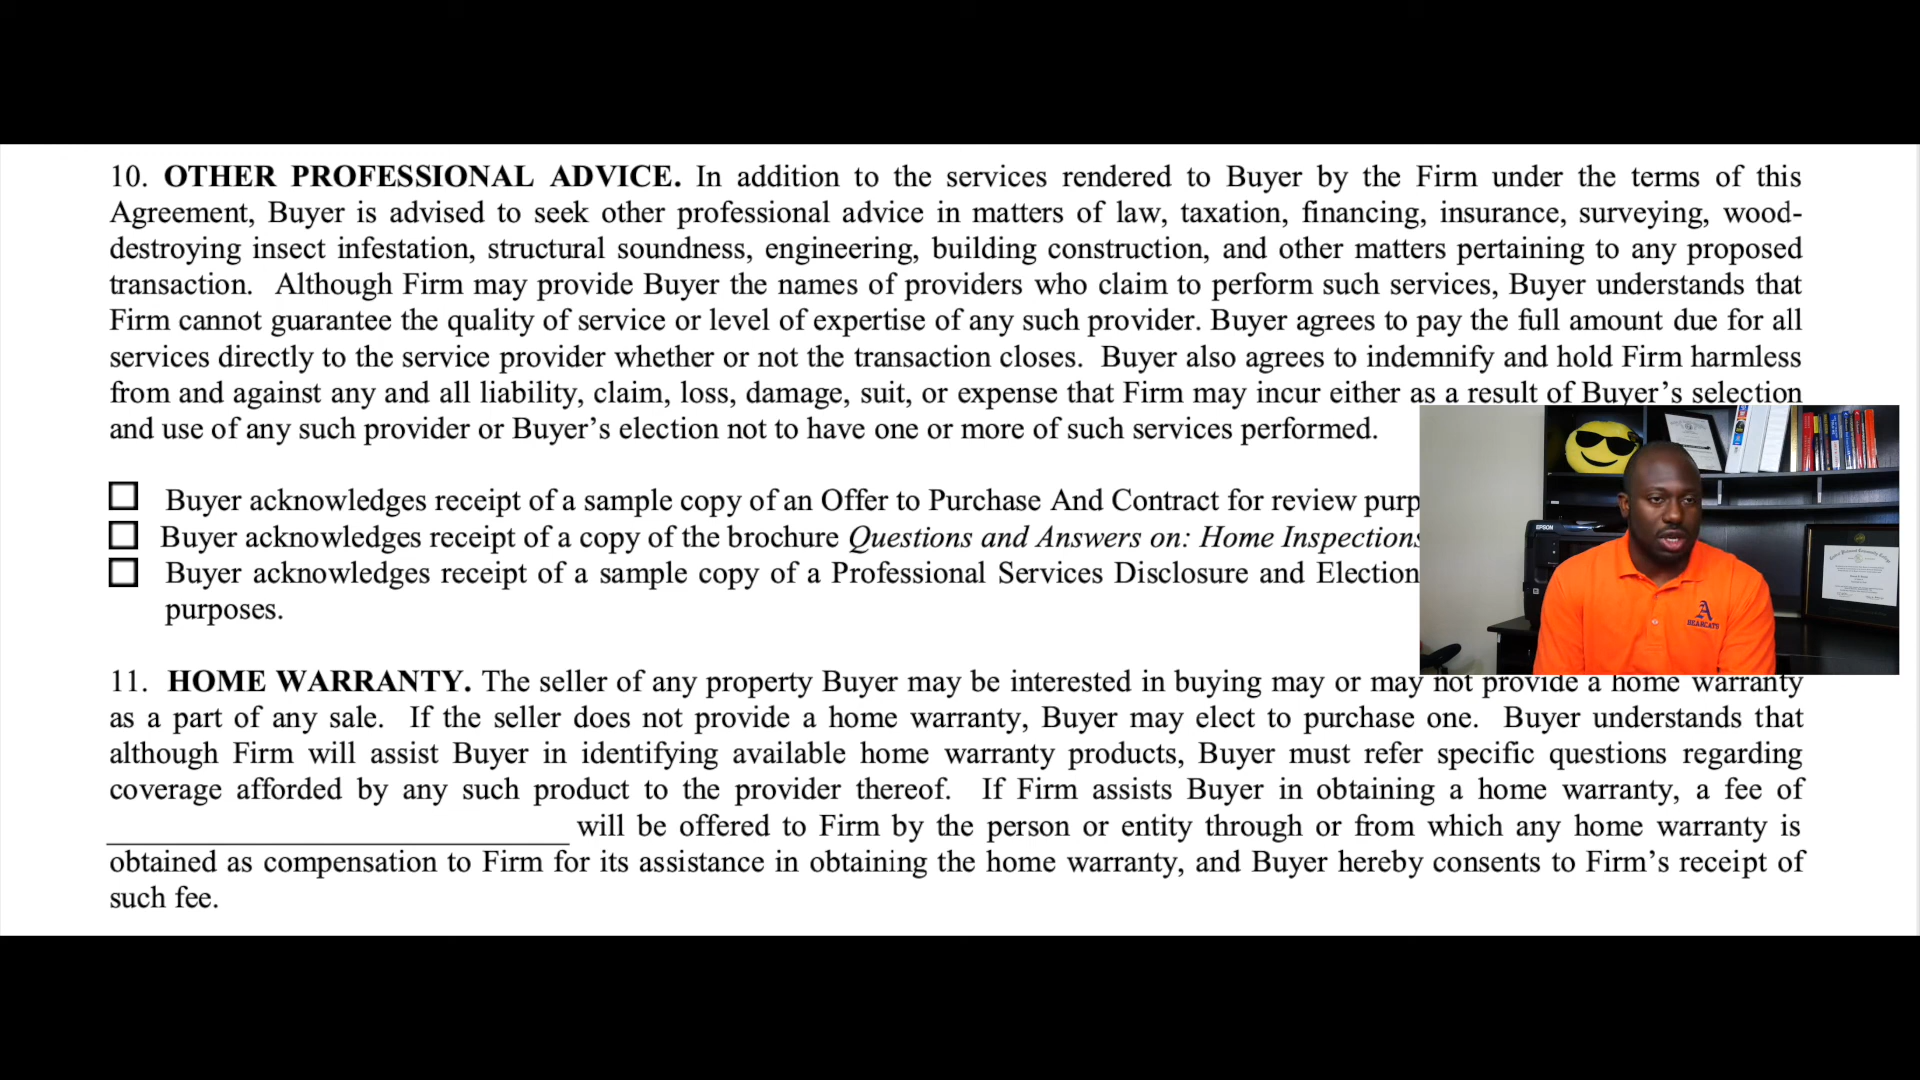 10. OTHER PROFESSIONAL ADVICE. In addition to the services rendered to Buyer by the Firm under the terms of this
Agreement, Buyer is advised to seek other professional advice in matters of law, taxation, financing, insurance, surveying, wood-
destroying insect infestation, structural soundness, engineering, building construction, and other matters pertaining to any proposed
transaction. Although Firm may provide Buyer the names of providers who claim to perform such services, Buyer understands that
Firm cannot guarantee the quality of service or level of expertise of any such provider. Buyer agrees to pay the full amount due for all
services directly to the service provider whether or not the transaction closes. Buyer also agrees to indemnify and hold Firm harmless
from and against any and all liability, claim, loss, damage, suit, or expense that Firm may incur either as a result of Buyer’s selection
and use of any such provider or Buyer’s election not to have one or more of such services performed.
Buyer acknowledges receipt of a sample copy of an Offer to Purchase And Contract for review purp
Buyer acknowledges receipt of a copy of the brochure Questions and Answers on: Home Inspections
Buyer acknowledges receipt of a sample copy of a Professional Services Disclosure and Election
purposes.
EPSON
A
BEARCATS
11. HOME WARRANTY. The seller of any property Buyer may be interested in buying may or may not provide a home warranty
as a part of any sale. If the seller does not provide a home warranty, Buyer may elect to purchase one. Buyer understands that
although Firm will assist Buyer in identifying available home warranty products, Buyer must refer specific questions regarding
coverage afforded by any such product to the provider thereof. If Firm assists Buyer in obtaining a home warranty, a fee of
will be offered to Firm by the person or entity through or from which any home warranty is
obtained as compensation to Firm for its assistance in obtaining the home warranty, and Buyer hereby consents to Firm’s receipt of
such fee.